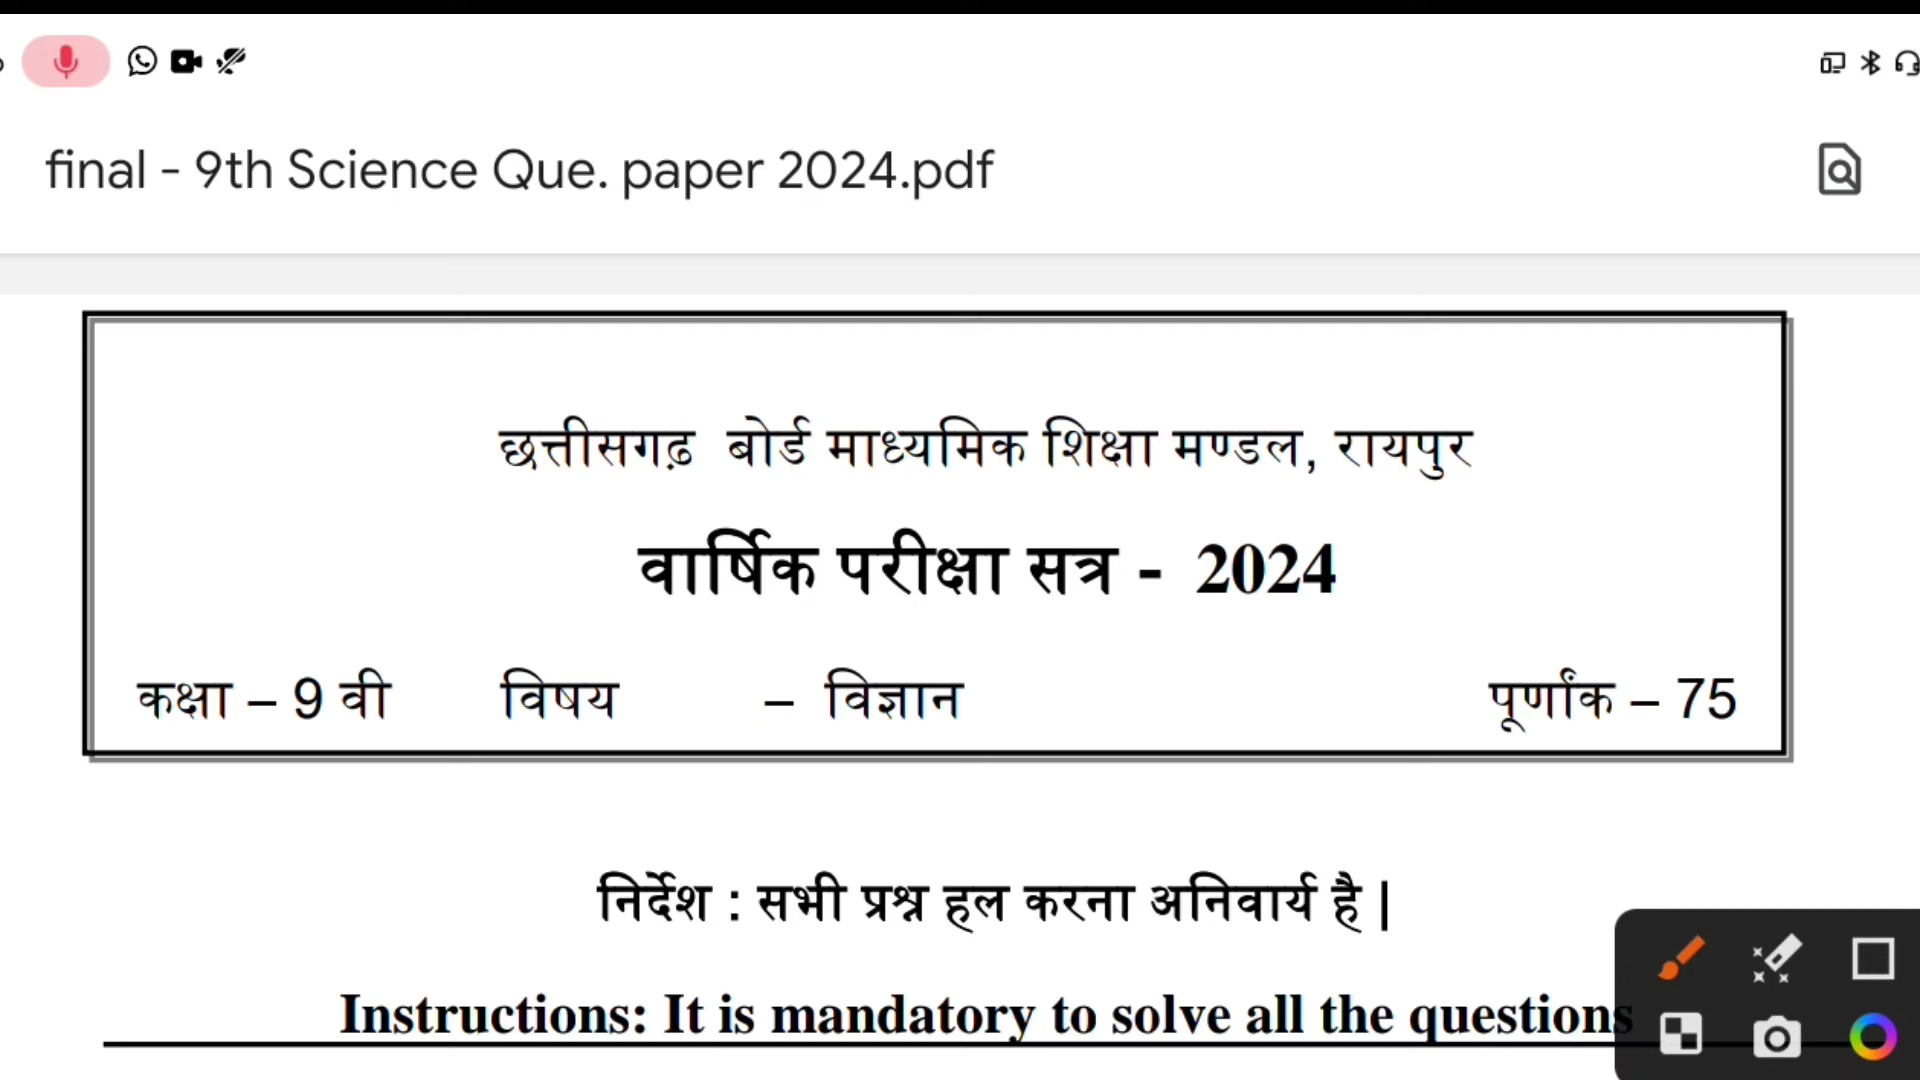 final - 9th Science Que. paper 2024.pdf
छत्तीसगढ़ बोर्ड माध्यमिक शिक्षा मण्डल, रायपुर
वार्षिक परीक्षा सत्र - 2024
कक्षा – 9 वी विषय – विज्ञान पूर्णांक – 75
निर्देश : सभी प्रश्न हल करना अनिवार्य है |
Instructions: It is mandatory to solve all the questions